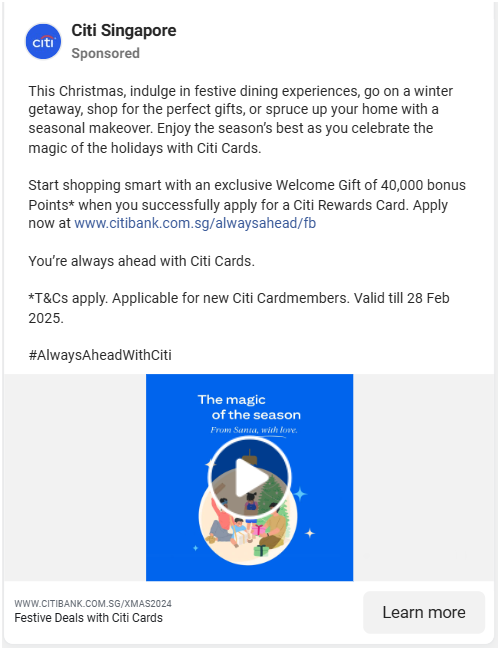 citi
Citi Singapore
Sponsored
This Christmas, indulge in festive dining experiences, go on a winter
getaway, shop for the perfect gifts, or spruce up your home with a
seasonal makeover. Enjoy the season’s best as you celebrate the
magic of the holidays with Citi Cards.
Start shopping smart with an exclusive Welcome Gift of 40,000 bonus
Points* when you successfully apply for a Citi Rewards Card. Apply
now at www.citibank.com.sg/alwaysahead/fb
You’re always ahead with Citi Cards.
*T&Cs apply. Applicable for new Citi Cardmembers. Valid till 28 Feb
2025.
#AlwaysAheadWithCiti
The magic
of the season
From Santa, with love.
WWW.CITIBANK.COM.SG/XMAS2024
Festive Deals with Citi Cards
Learn more